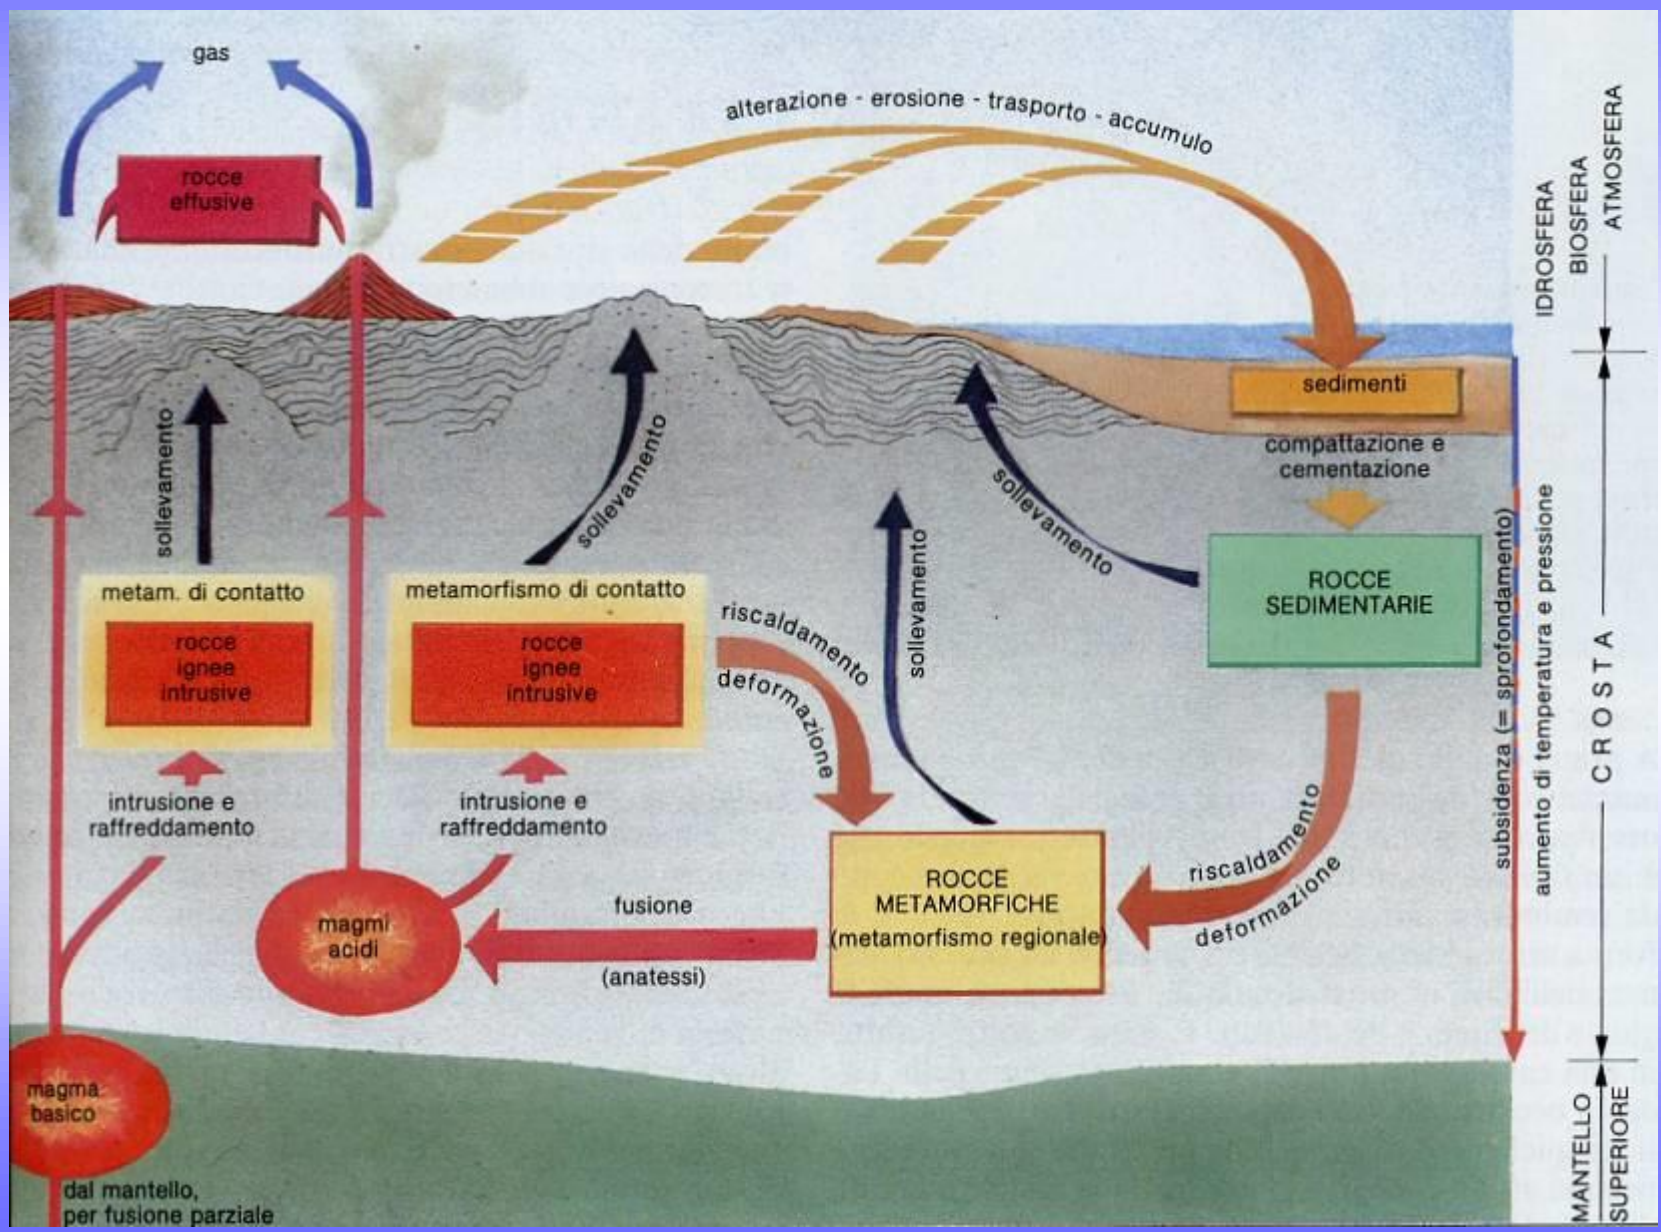 gas
alterazione - erosione - trasporto - accumulo
rocce
effusive
IDROSFERA
BIOSFERA
ATMOSFERA
sedimenti
compattazione e
cementazione
sollevamento
sollevamento
sollevamento
sollevamento
metam. di contatto
rocce
ignee
intrusive
metamorfismo di contatto
rocce
ignee
intrusive
riscaldamento
deformazione
ROCCE
SEDIMENTARIE
subsidenza (= sprofondamento)
aumento di temperatura e pressione
CROSTA
intrusione e
raffreddamento
intrusione e
raffreddamento
riscaldamento
deformazione
ROCCE
METAMORFICHE
(metamorfismo regionale)
fusione
(anatessi)
magmi
acidi
magma
basico
dal mantello,
per fusione parziale
MANTELLO
SUPERIORE